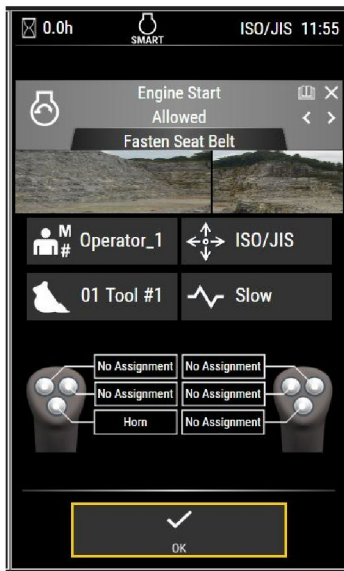 0.0h
SMART
ISO/JIS 11:55
Engine Start
Allowed
Fasten Seat Belt
M
# Operator_1
ISO/JIS
01 Tool #1
Slow
No Assignment No Assignment
No Assignment No Assignment
Horn No Assignment
OK